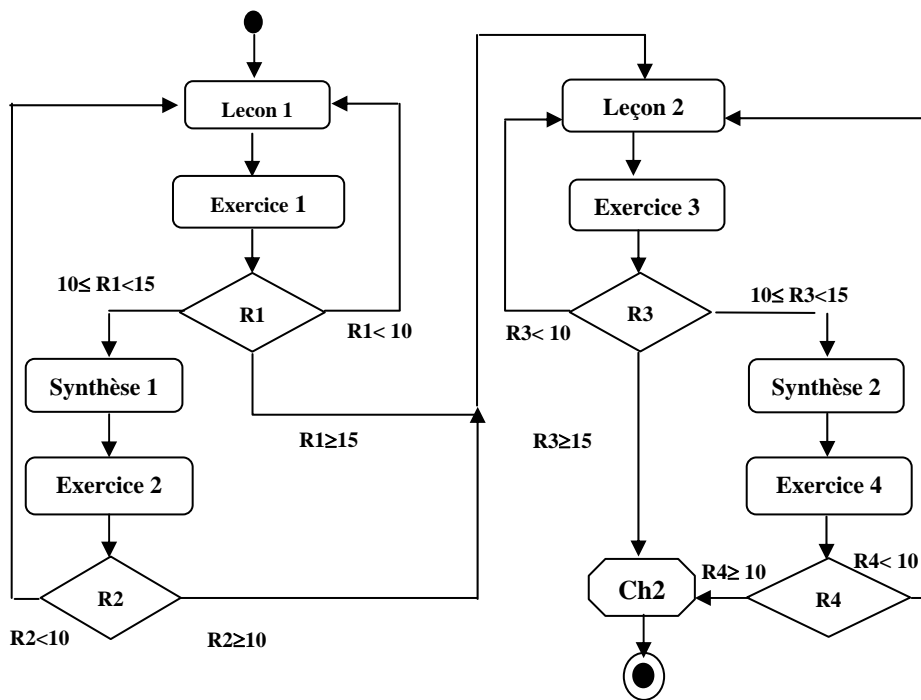 Lecon 1
Exercice 1
10≤ R1<15
R1
R1< 10
Synthèse 1
R1≥15
Exercice 2
R2
R2<10
R2≥10
Leçon 2
Exercice 3
R3
R3< 10
10≤ R3<15
Synthèse 2
R3≥15
Exercice 4
R4< 10
R4≥ 10
Ch2
R4